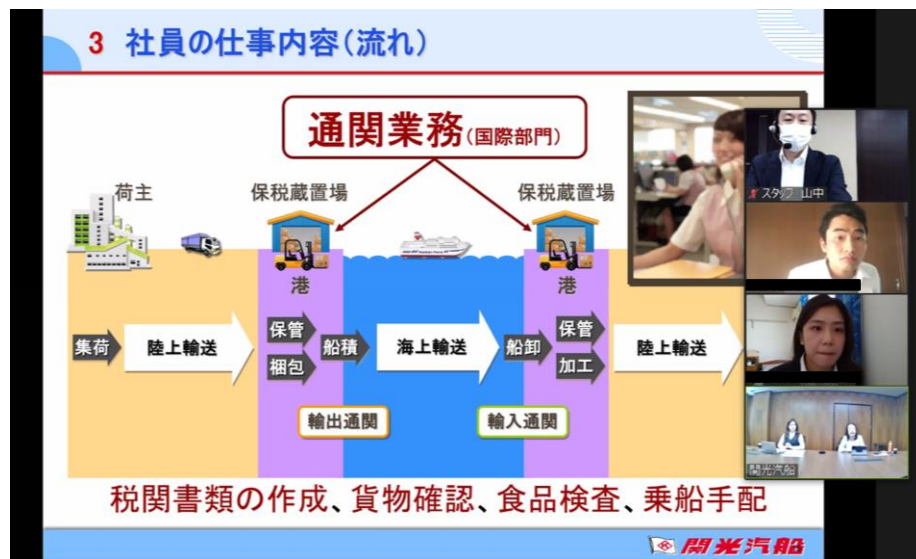 3 社員の仕事内容(流れ)
通関業務(国際部門)
荷主
保税蔵置場
保税蔵置場
港
港
集荷
陸上輸送
保管
梱包
船積
海上輸送
船卸
保管
加工
陸上輸送
輸出通関
輸入通関
税関書類の作成、貨物確認、食品検査、乗船手配
関光汽船
スタッフ 山中
関光汽船